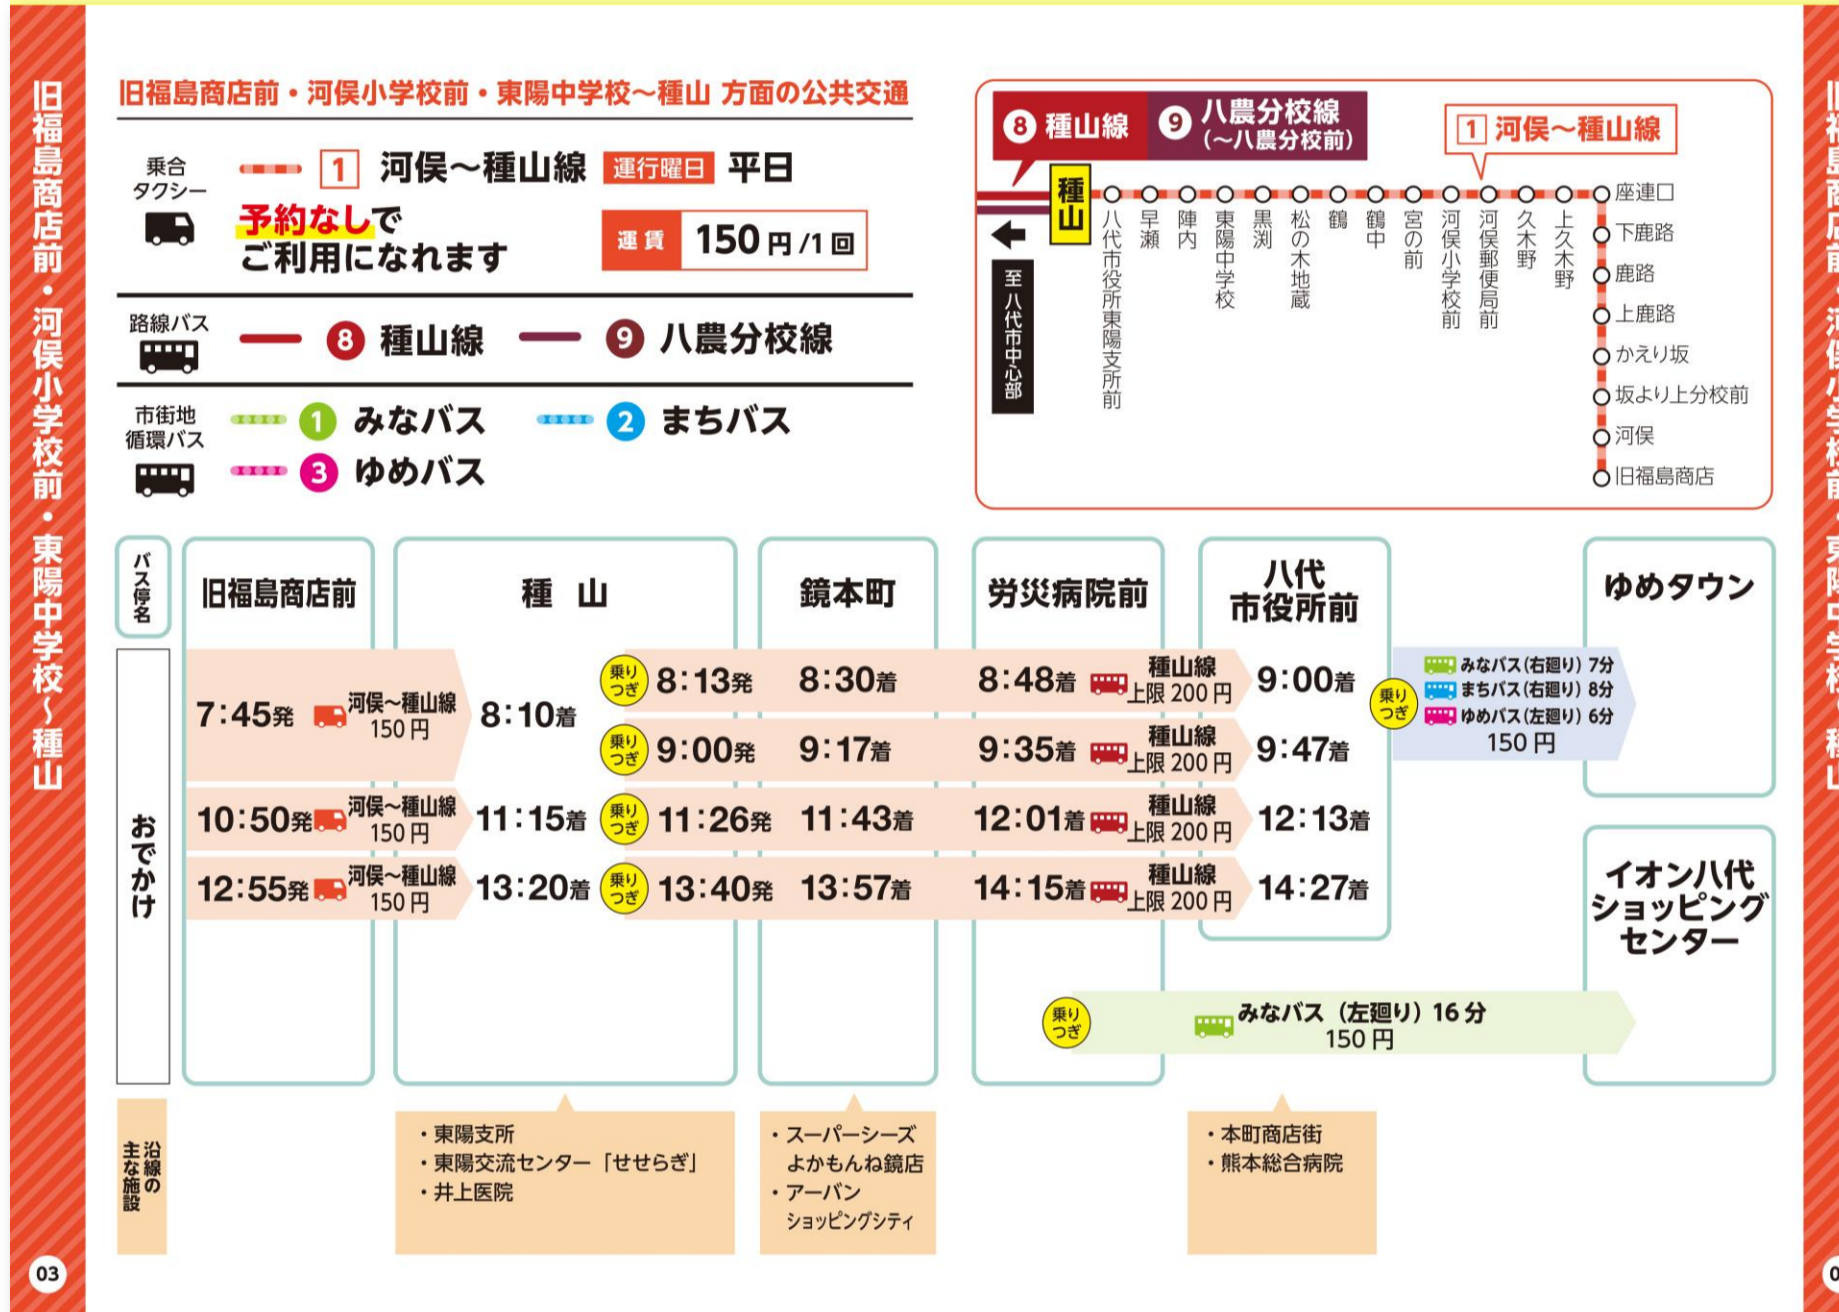 旧福島商店前・河俣小学校前・東陽中学校～種山
旧福島商店前・河俣小学校前・東陽中学校～種山 方面の公共交通
乗合
タクシー
1 河俣～種山線 運行曜日 平日
予約なしで
ご利用になれます
運賃 150円/1回
路線バス
8 種山線 9 八農分校線
市街地
循環バス
1 みなバス 2 まちバス
3 ゆめバス
8 種山線 9 八農分校線
(～八農分校前)
1 河俣～種山線
種山
至 八代市中心部
八代市役所東陽支所前
早瀬
陣内
東陽中学校
黒渕
松の木地蔵
鶴
鶴中
宮の前
河俣小学校前
河俣郵便局前
久木野
上久木野
座連口
下鹿路
鹿路
上鹿路
かえり坂
坂より上分校前
河俣
旧福島商店
バス停名
旧福島商店前
種山
鏡本町
労災病院前
八代
市役所前
ゆめタウン
おでかけ
7:45発 河俣～種山線
150円
8:10着
乗り
つぎ
8:13発 8:30着 8:48着 種山線
上限200円
9:00着
乗り
つぎ
9:00発 9:17着 9:35着 種山線
上限200円
9:47着
乗り
つぎ
みなバス(右廻り) 7分
まちバス(右廻り) 8分
ゆめバス(左廻り) 6分
150円
10:50発 河俣～種山線
150円
11:15着
乗り
つぎ
11:26発 11:43着 12:01着 種山線
上限200円
12:13着
12:55発 河俣～種山線
150円
13:20着
乗り
つぎ
13:40発 13:57着 14:15着 種山線
上限200円
14:27着
イオン八代
ショッピング
センター
乗り
つぎ
みなバス（左廻り）16分
150円
沿線の
主な施設
・東陽支所
・東陽交流センター「せせらぎ」
・井上医院
・スーパーシーズ
よかもんね鏡店
・アーバン
ショッピングシティ
・本町商店街
・熊本総合病院
03